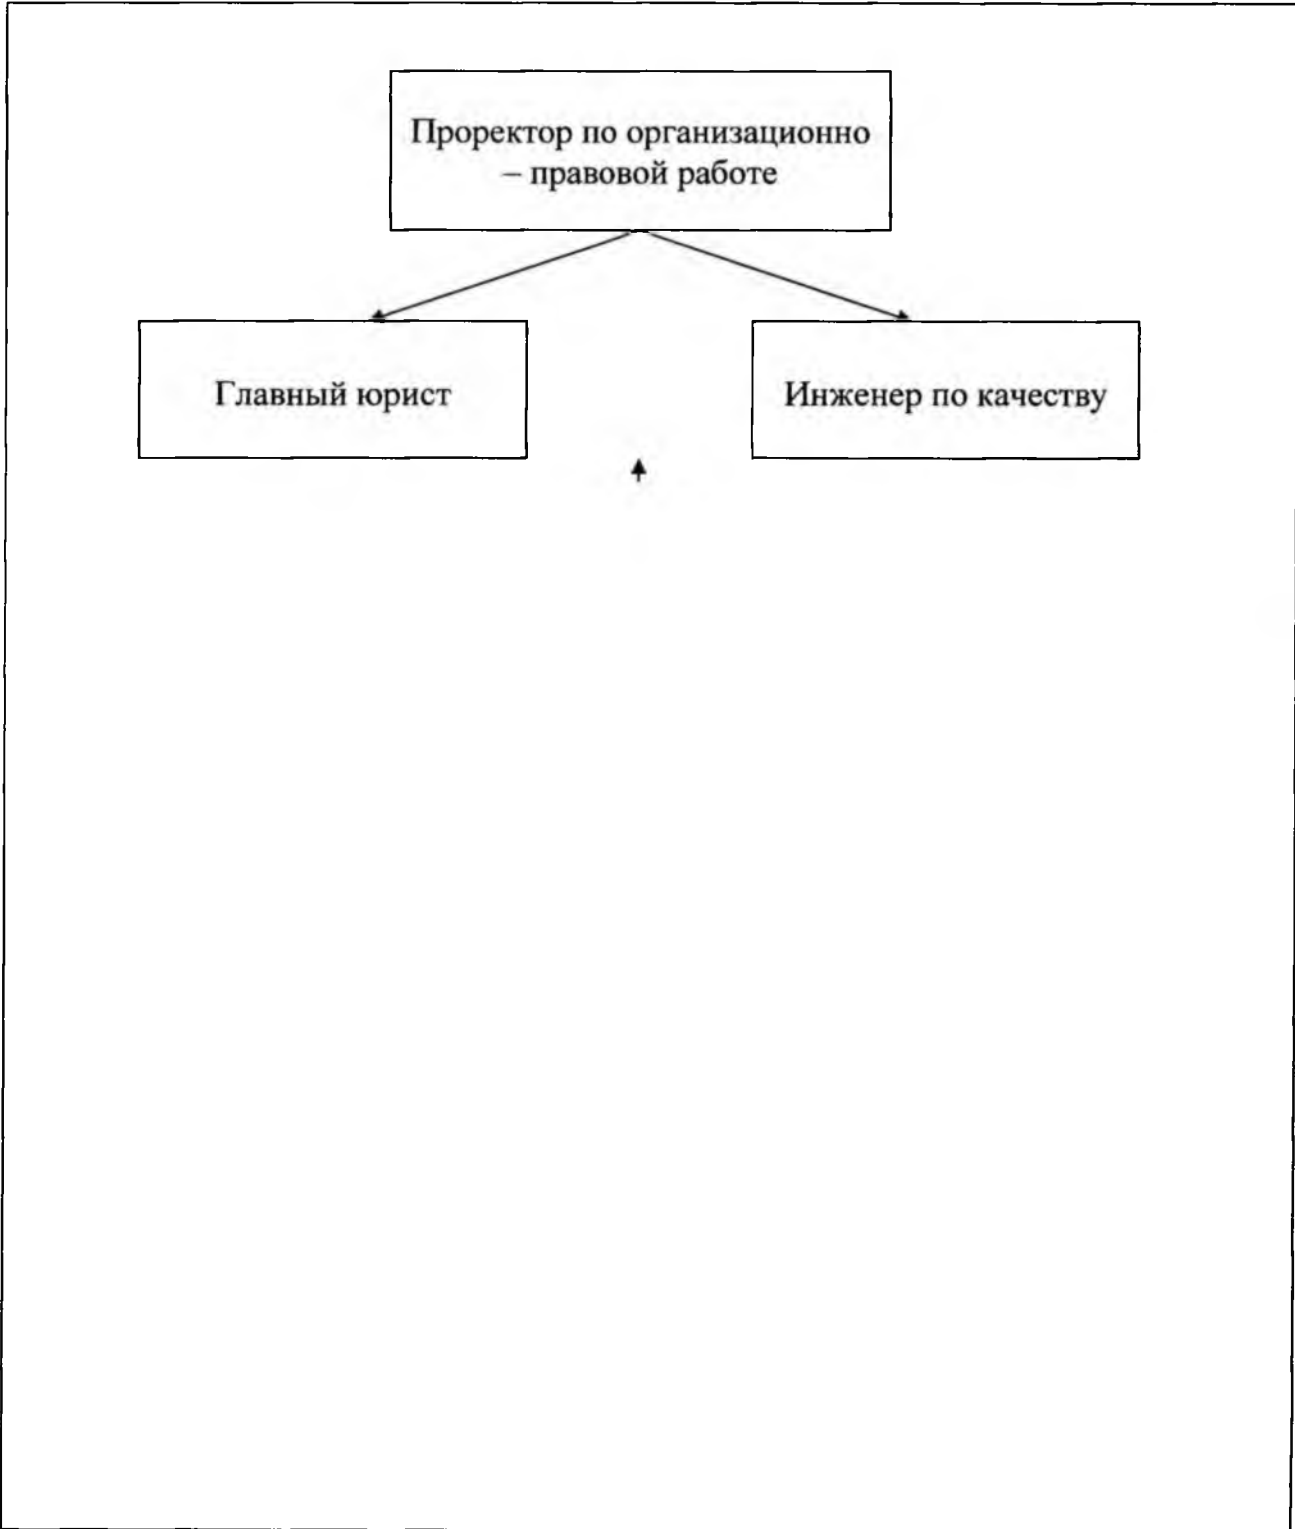 Проректор по организационно
– правовой работе
Главный юрист
Инженер по качеству